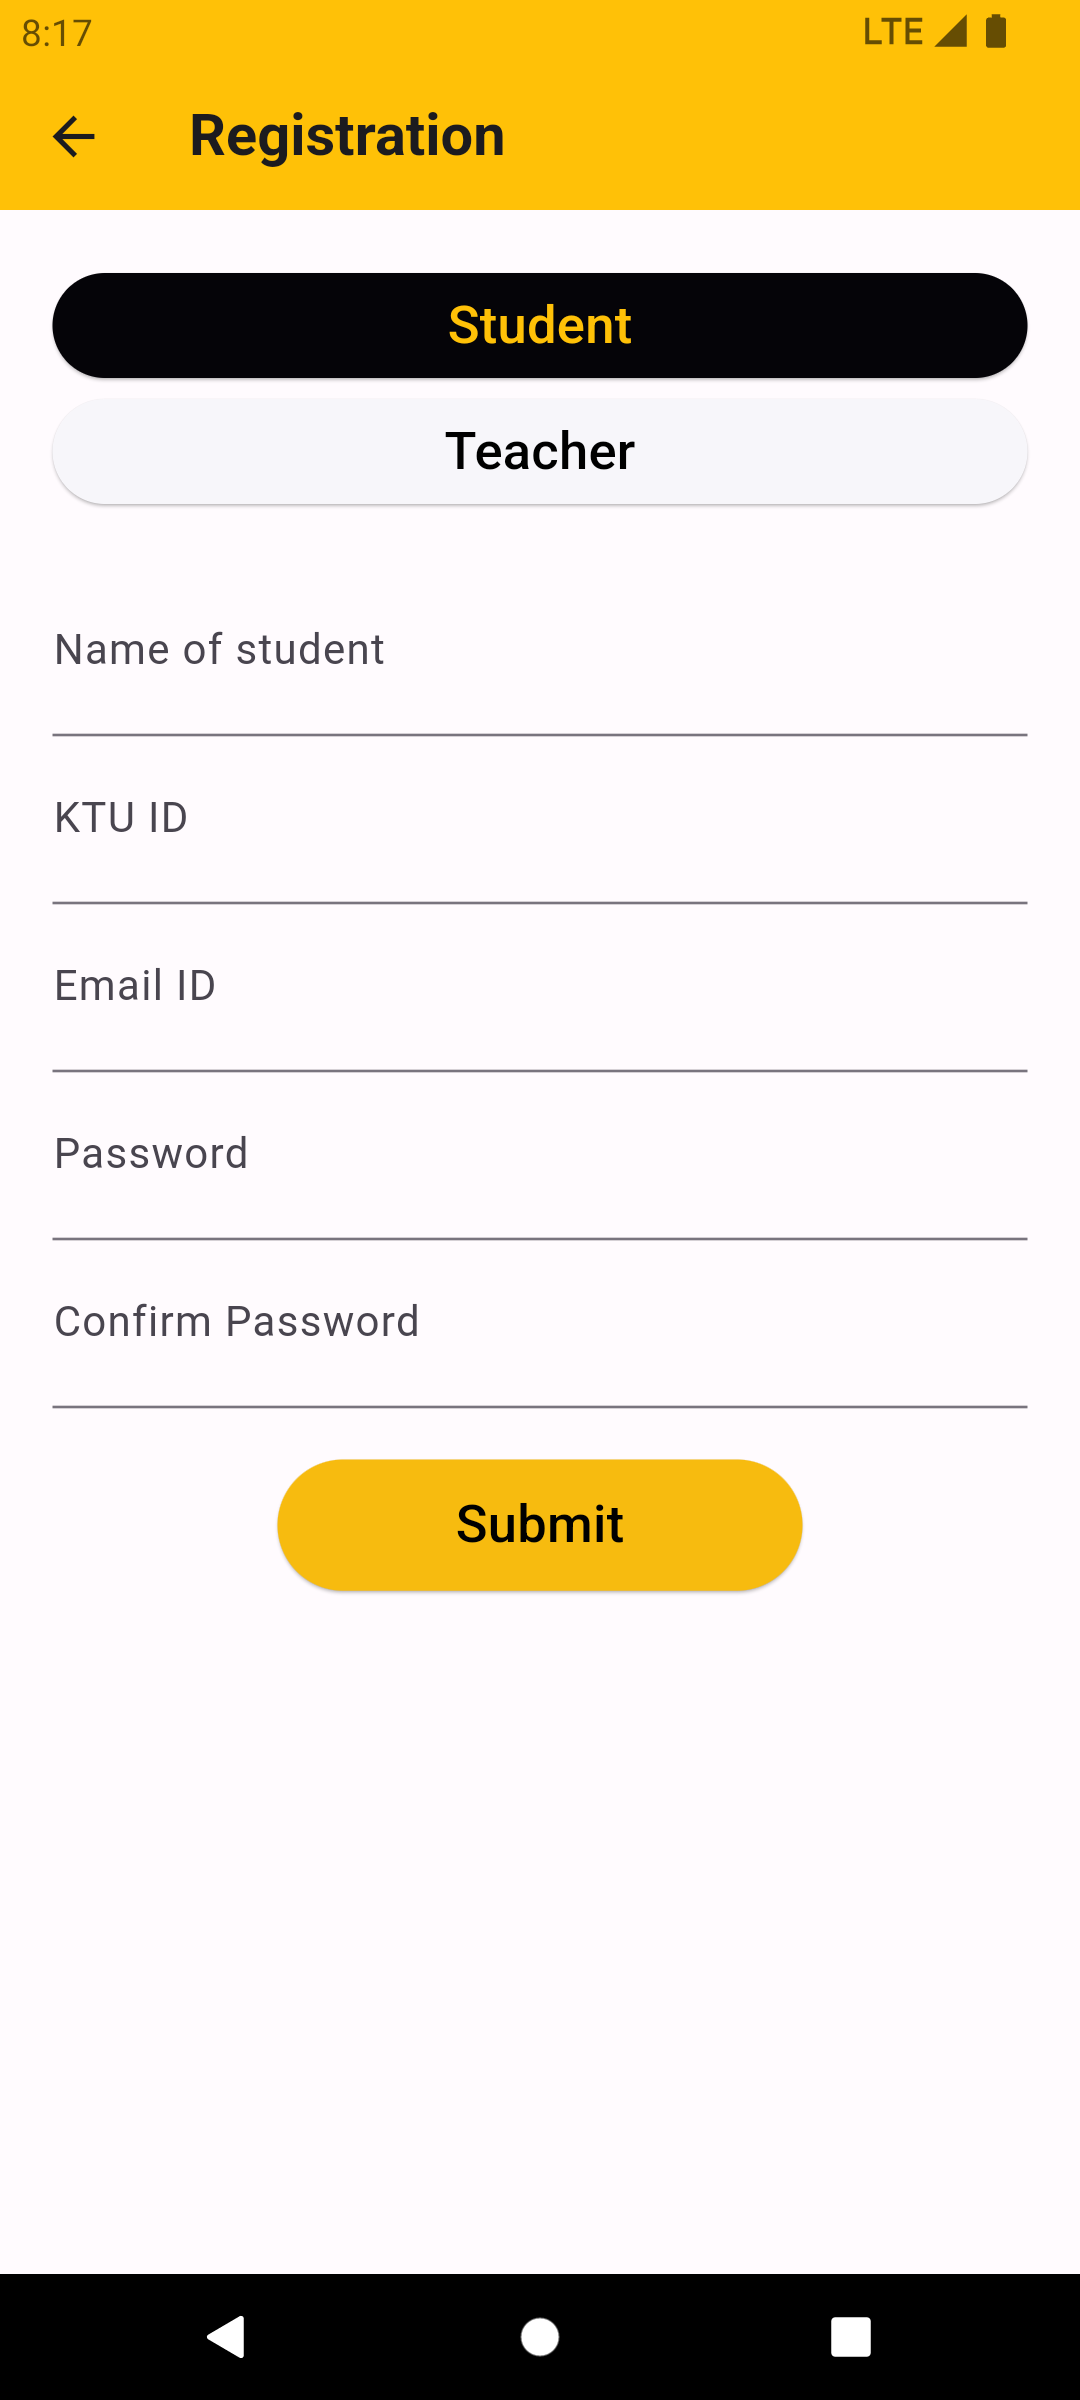 8:17 LTE
Registration
Student
Teacher
Name of student
KTU ID
Email ID
Password
Confirm Password
Submit